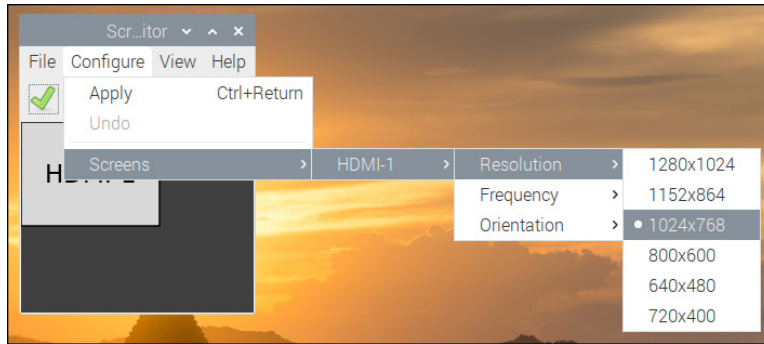 Scr...itor
File Configure View Help
Apply Ctrl+Return
Undo
Screens HDMI-1 Resolution 1280x1024
Frequency 1152x864
Orientation 1024x768
800x600
640x480
720x400